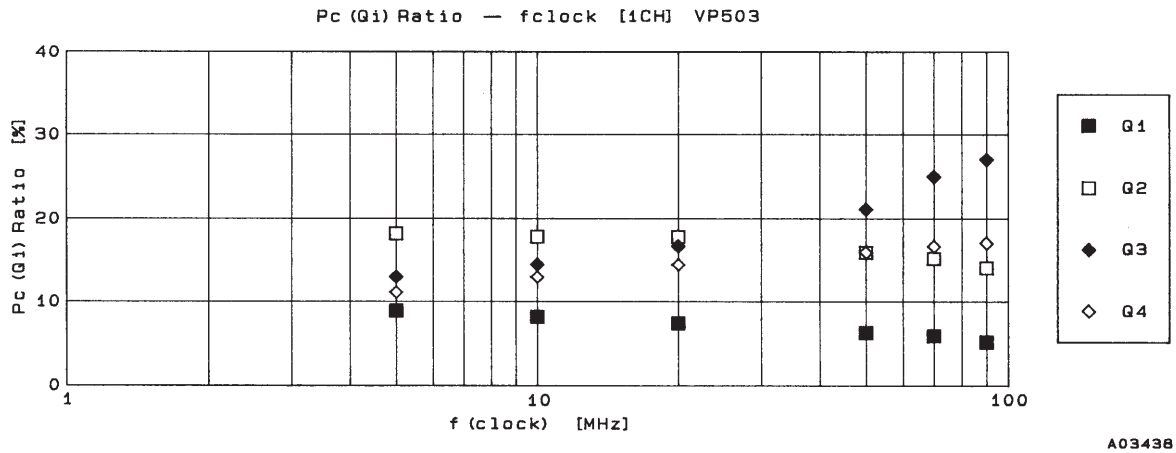 Pc (Qi) Ratio — fclock [1CH] VP503
Pc (Qi) Ratio [%]
40
30
20
10
0
1
10
100
f (clock) [MHz]
Q1
Q2
Q3
Q4
A03438